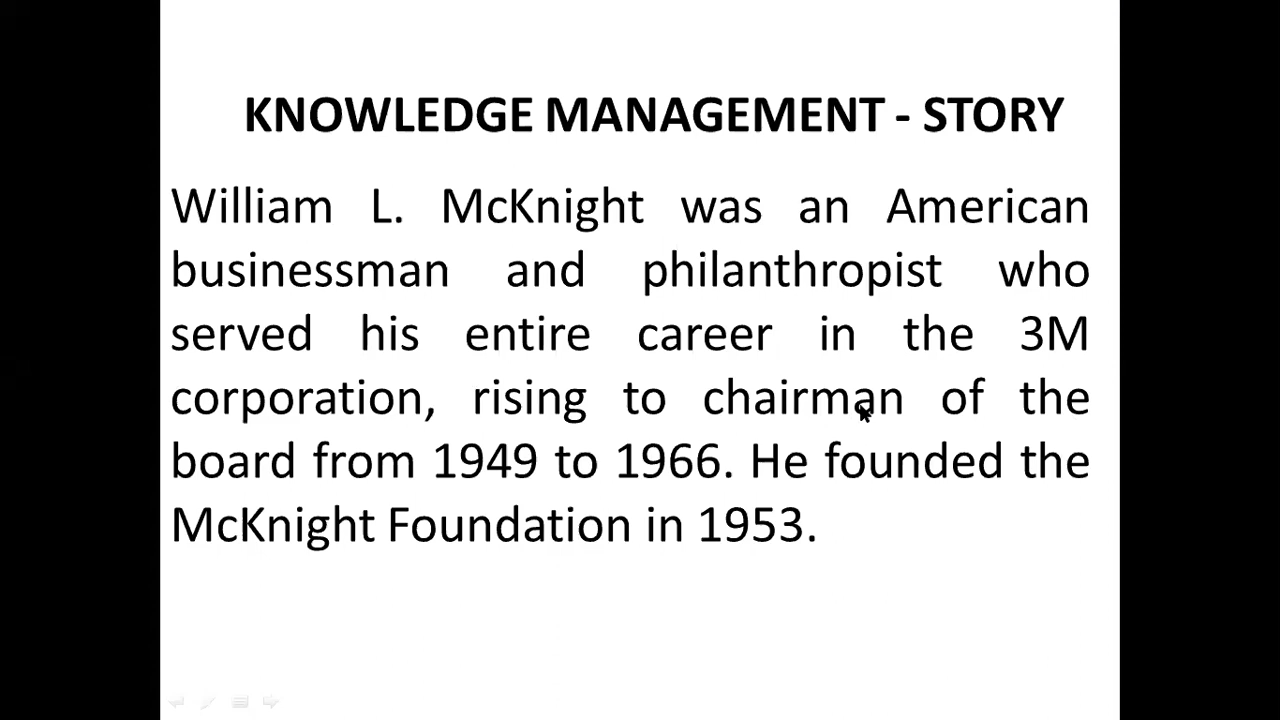 KNOWLEDGE MANAGEMENT - STORY
William L. McKnight was an American
businessman and philanthropist who
served his entire career in the 3M
corporation, rising to chairman of the
board from 1949 to 1966. He founded the
McKnight Foundation in 1953.